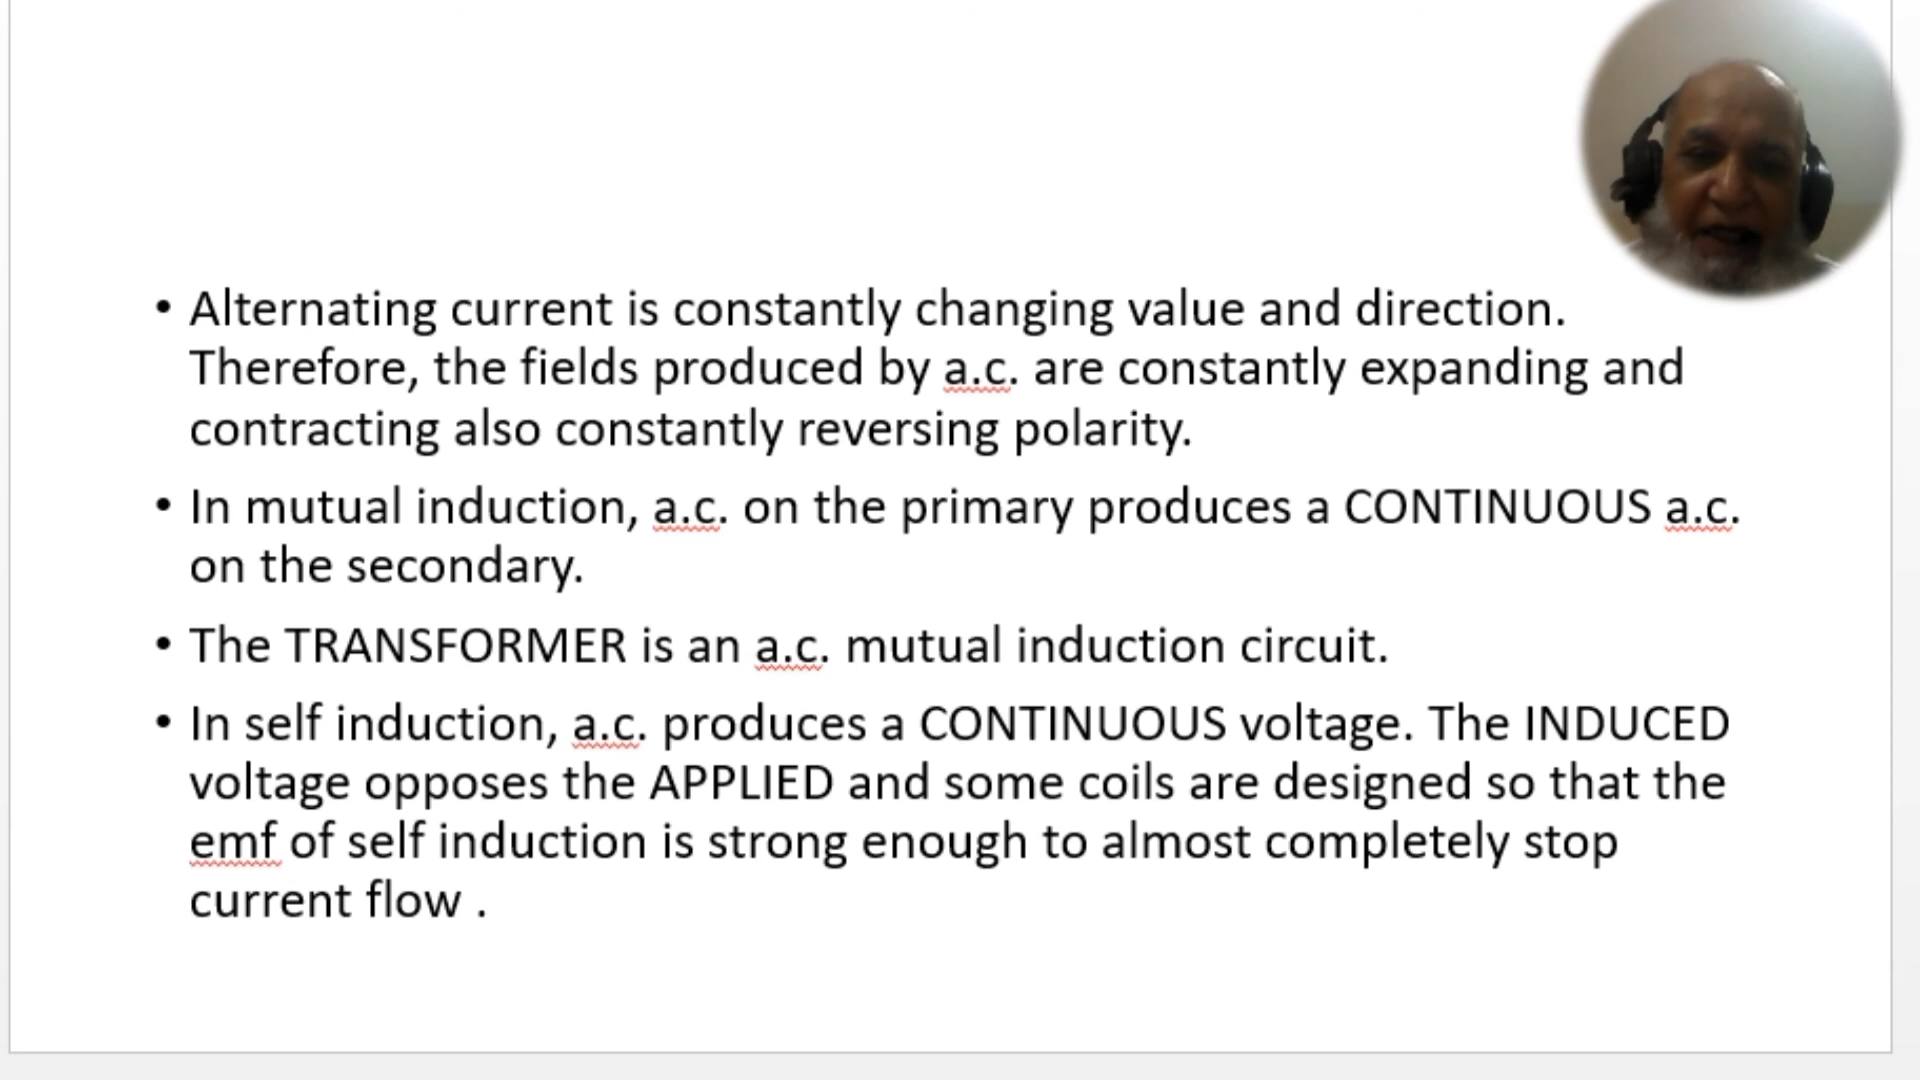 • Alternating current is constantly changing value and direction.
Therefore, the fields produced by a.c. are constantly expanding and
contracting also constantly reversing polarity.
• In mutual induction, a.c. on the primary produces a CONTINUOUS a.c.
on the secondary.
• The TRANSFORMER is an a.c. mutual induction circuit.
• In self induction, a.c. produces a CONTINUOUS voltage. The INDUCED
voltage opposes the APPLIED and some coils are designed so that the
emf of self induction is strong enough to almost completely stop
current flow .